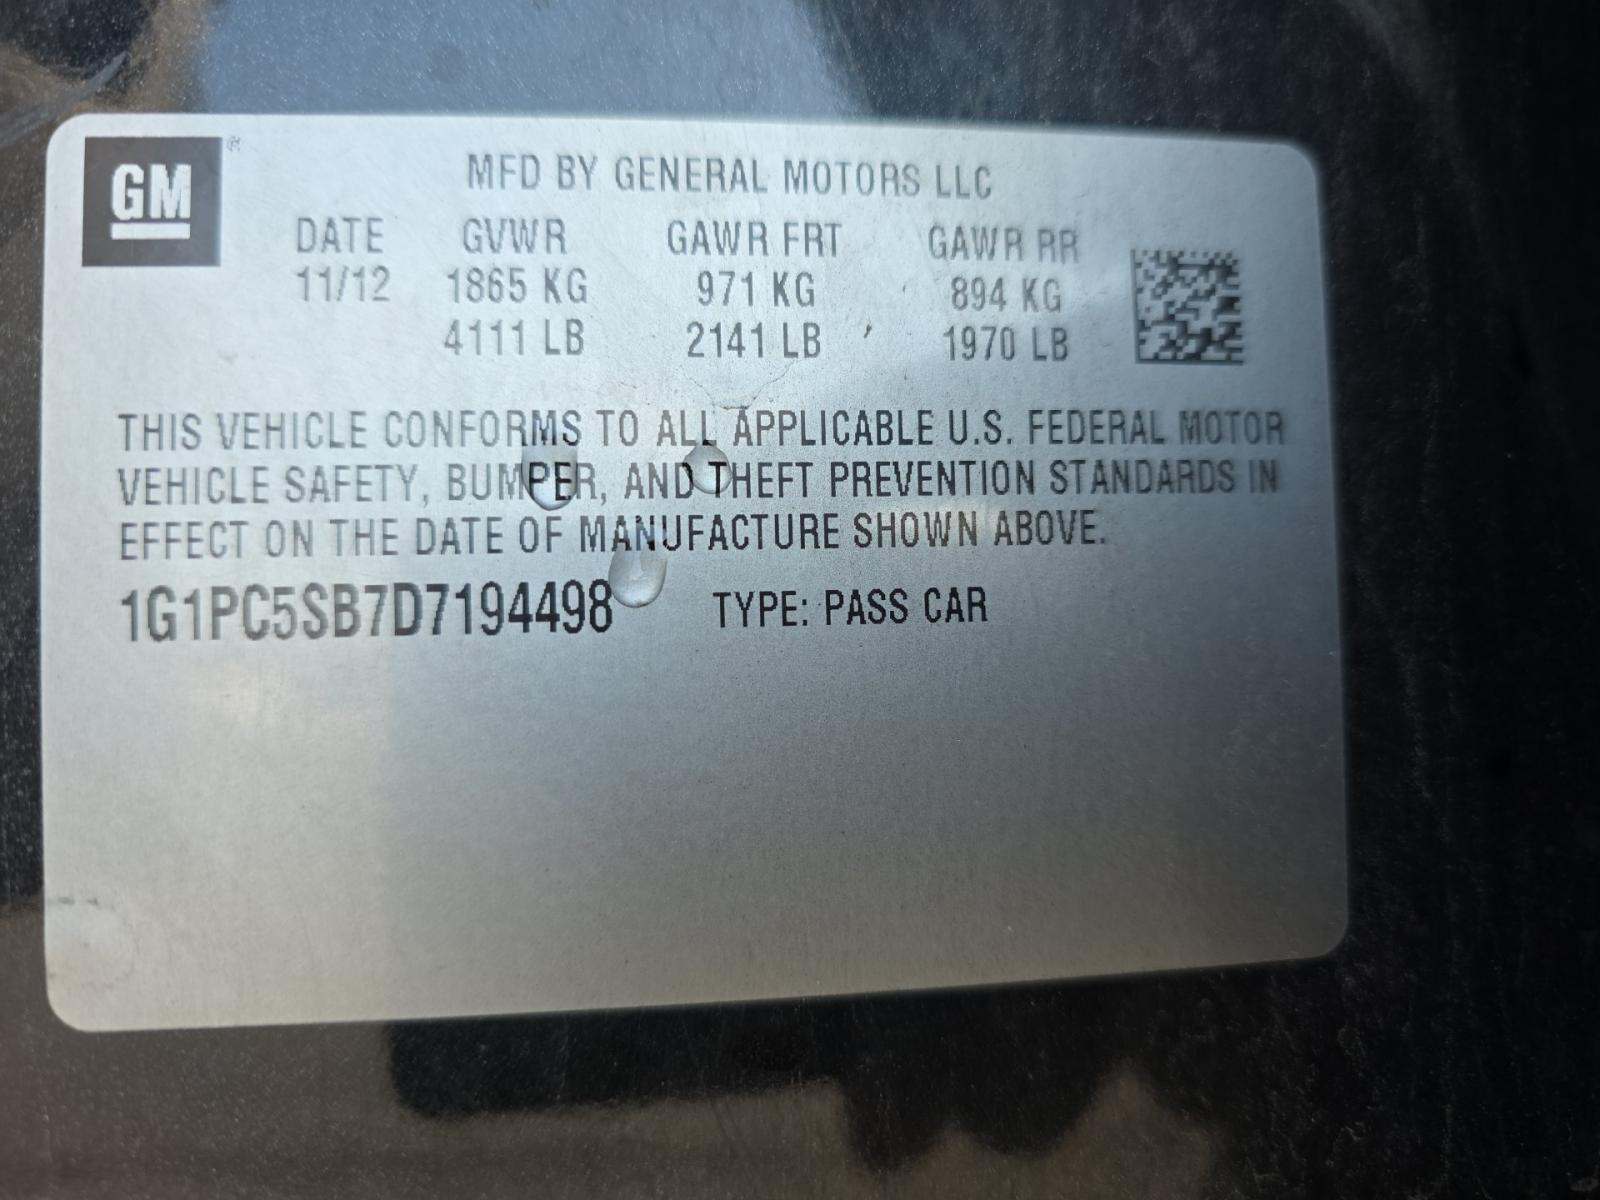 GM ®
MFD BY GENERAL MOTORS LLC
DATE GVWR GAWR FRT GAWR RR
11/12 1865 KG 971 KG 894 KG
4111 LB 2141 LB 1970 LB
THIS VEHICLE CONFORMS TO ALL APPLICABLE U.S. FEDERAL MOTOR
VEHICLE SAFETY, BUMPER, AND THEFT PREVENTION STANDARDS IN
EFFECT ON THE DATE OF MANUFACTURE SHOWN ABOVE.
1G1PC5SB7D7194498 TYPE: PASS CAR